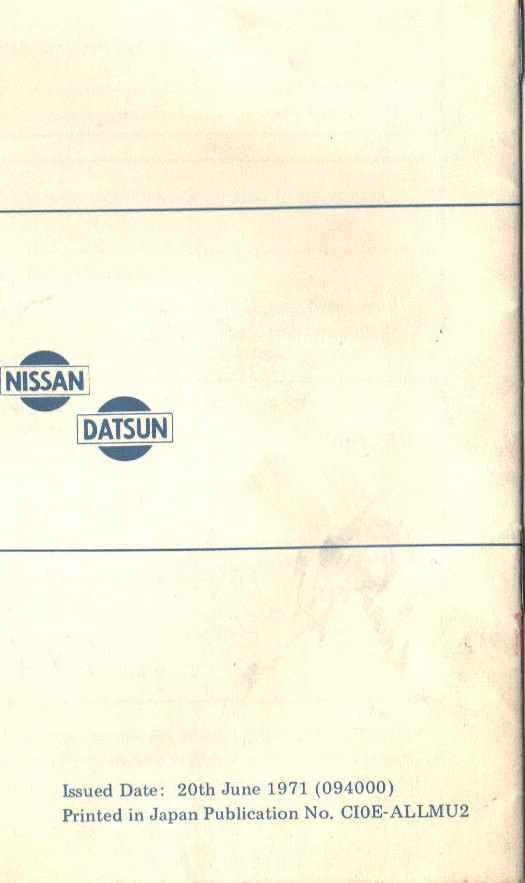 NISSAN
DATSUN
Issued Date: 20th June 1971 (094000)
Printed in Japan Publication No. CI0E-ALLMU2